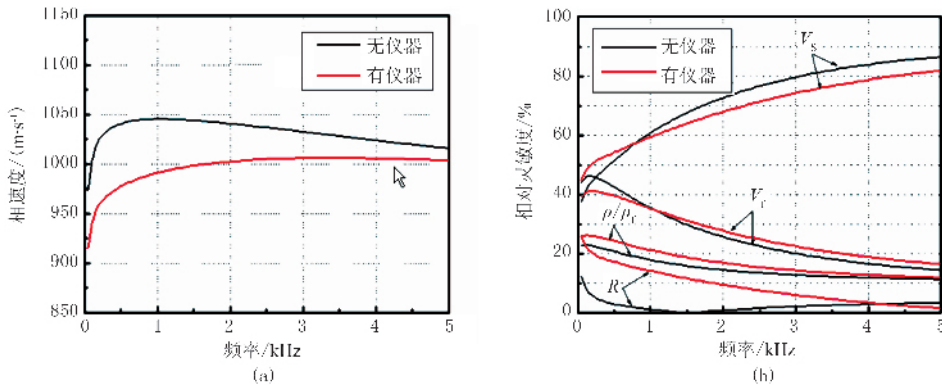 1150
1100
1050
1000
950
900
850
相速度/(m·s⁻¹)
无仪器
有仪器
0
1
2
3
4
5
频率/kHz
(a)
100
80
60
40
20
0
相对灵敏度/%
无仪器
有仪器
Vs
Vf
ρ/ρf
R
0
1
2
3
4
5
频率/kHz
(b)